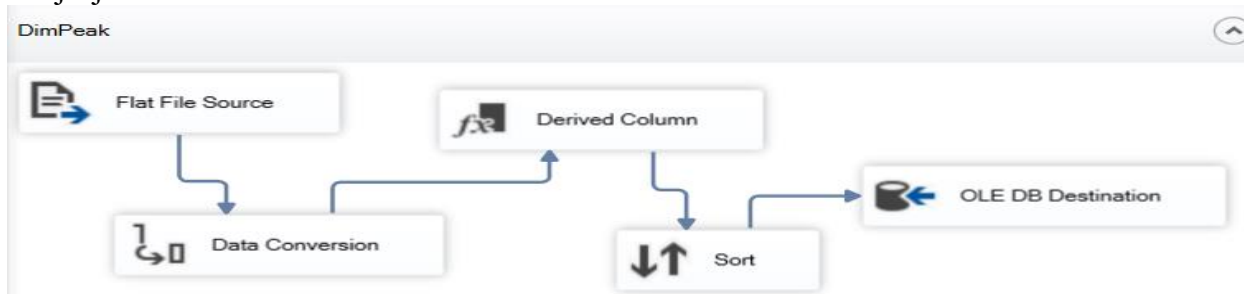 DimPeak
Flat File Source
Derived Column
OLE DB Destination
Data Conversion
Sort